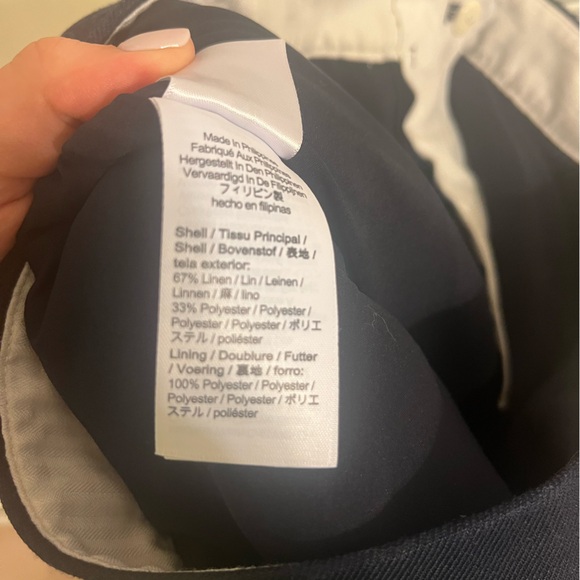 Made in Philippines
Fabriqué Aux Philippines
Hergestellt In Den Philippinen
Vervaardigd In De Filippijnen
フィリピン製
hecho en filipinas
Shell / Tissu Principal /
Shell / Bovenstof / 表地 /
tela exterior:
67% Linen / Lin / Leinen /
Linnen / 麻 / lino
33% Polyester / Polyester /
Polyester / Polyester / ポリエ
ステル / poliéster
Lining / Doublure / Futter
/ Voering / 裏地 / forro:
100% Polyester / Polyester /
Polyester / Polyester / ポリエ
ステル / poliéster